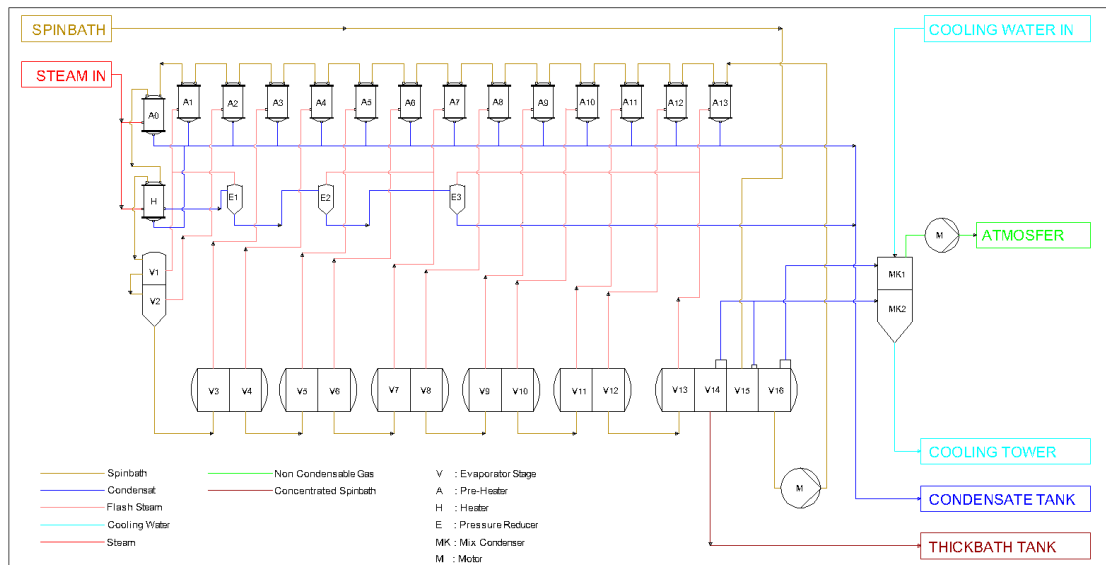 SPINBATH
COOLING WATER IN
STEAM IN
A0
A1
A2
A3
A4
A5
A6
A7
A8
A9
A10
A11
A12
A13
H
E1
E2
E3
M
ATMOSFER
V1
V2
MK1
MK2
V3
V4
V5
V6
V7
V8
V9
V10
V11
V12
V13
V14
V15
V16
M
COOLING TOWER
CONDENSATE TANK
THICKBATH TANK
Spinbath
Condensat
Flash Steam
Cooling Water
Steam
Non Condensable Gas
Concentrated Spinbath
V : Evaporator Stage
A : Pre-Heater
H : Heater
E : Pressure Reducer
MK : Mix Condenser
M : Motor